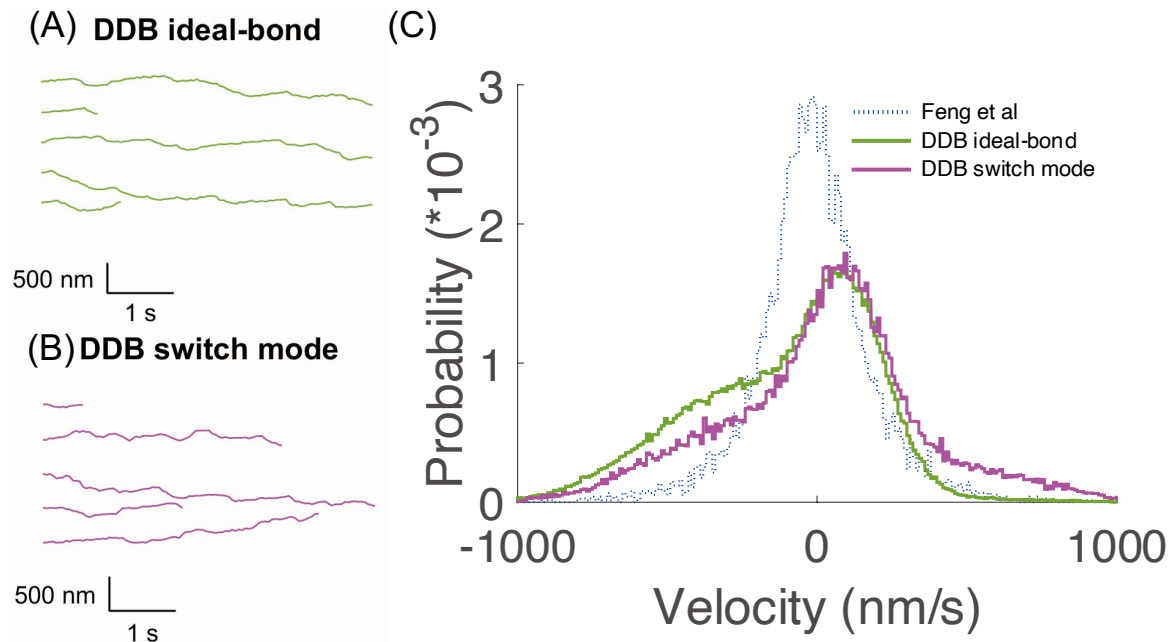 (A) DDB ideal-bond
500 nm
1 s
(B) DDB switch mode
500 nm
1 s
(C)
Probability (*10^-3)
3
2
1
0
Feng et al
DDB ideal-bond
DDB switch mode
-1000 0 1000
Velocity (nm/s)